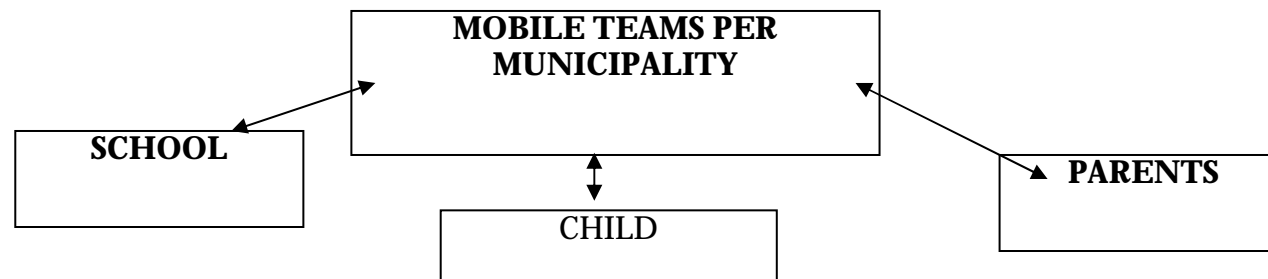 MOBILE TEAMS PER
MUNICIPALITY
SCHOOL
PARENTS
CHILD